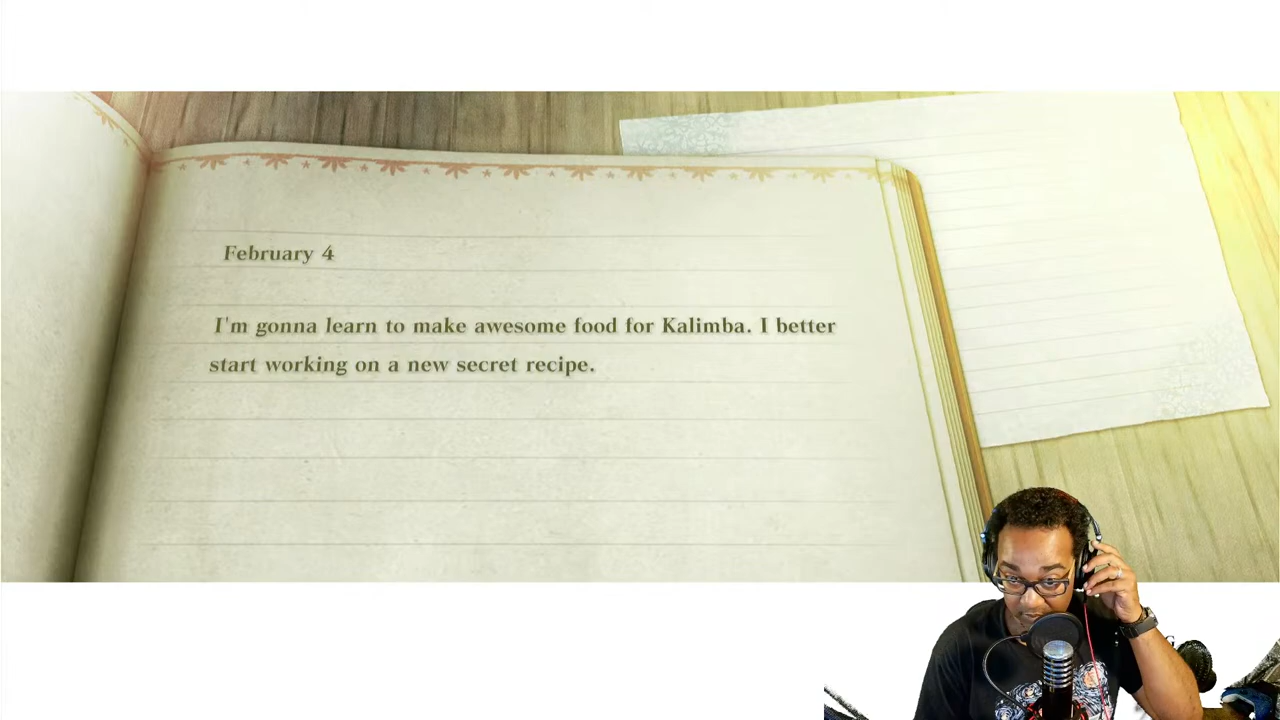 February 4
I'm gonna learn to make awesome food for Kalimba. I better
start working on a new secret recipe.